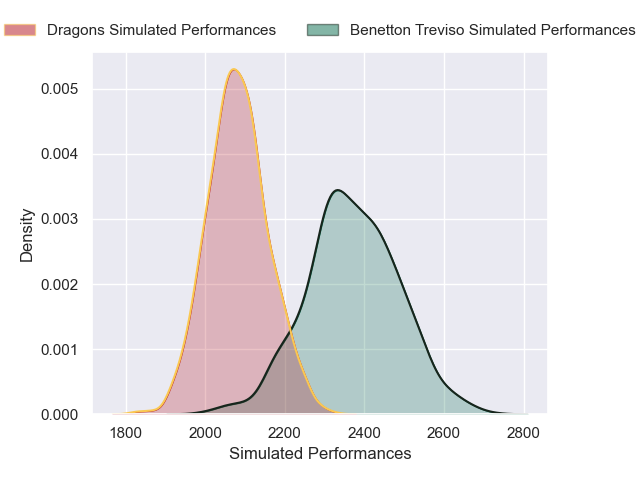 Dragons Simulated Performances
Benetton Treviso Simulated Performances
Density
0.005
0.004
0.003
0.002
0.001
0.000
1800 2000 2200 2400 2600 2800
Simulated Performances